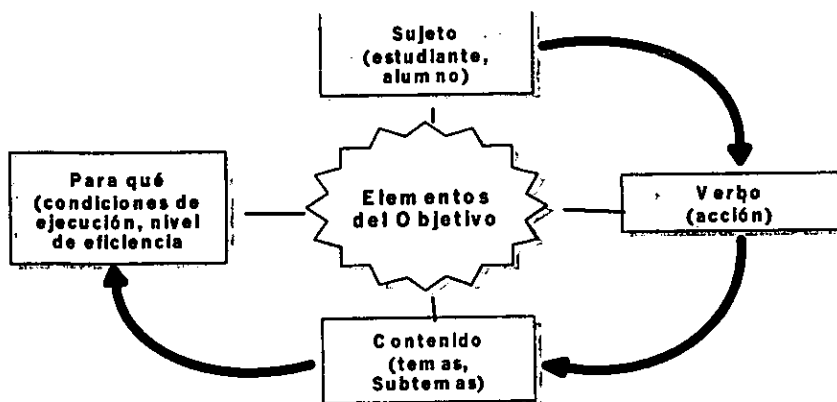 Sujeto
(estudiante,
alumno)
Para qué
(condiciones de
ejecución, nivel
de eficiencia
Elementos
del Objetivo
Verbo
(acción)
Contenido
(temas,
Subtemas)